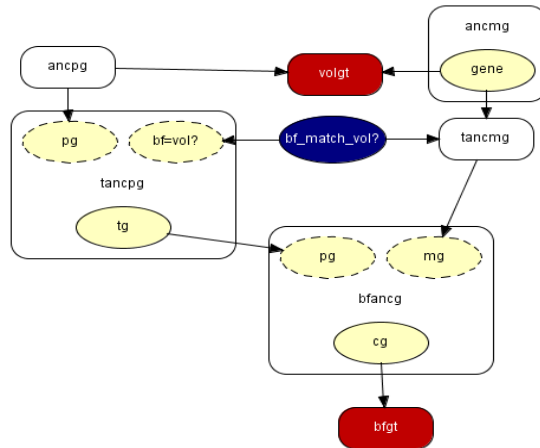 ancmg
ancpg
volgt
gene
pg
bf=vol?
bf_match_vol?
tancmg
tancpg
tg
pg
mg
bfancg
cg
bfgt